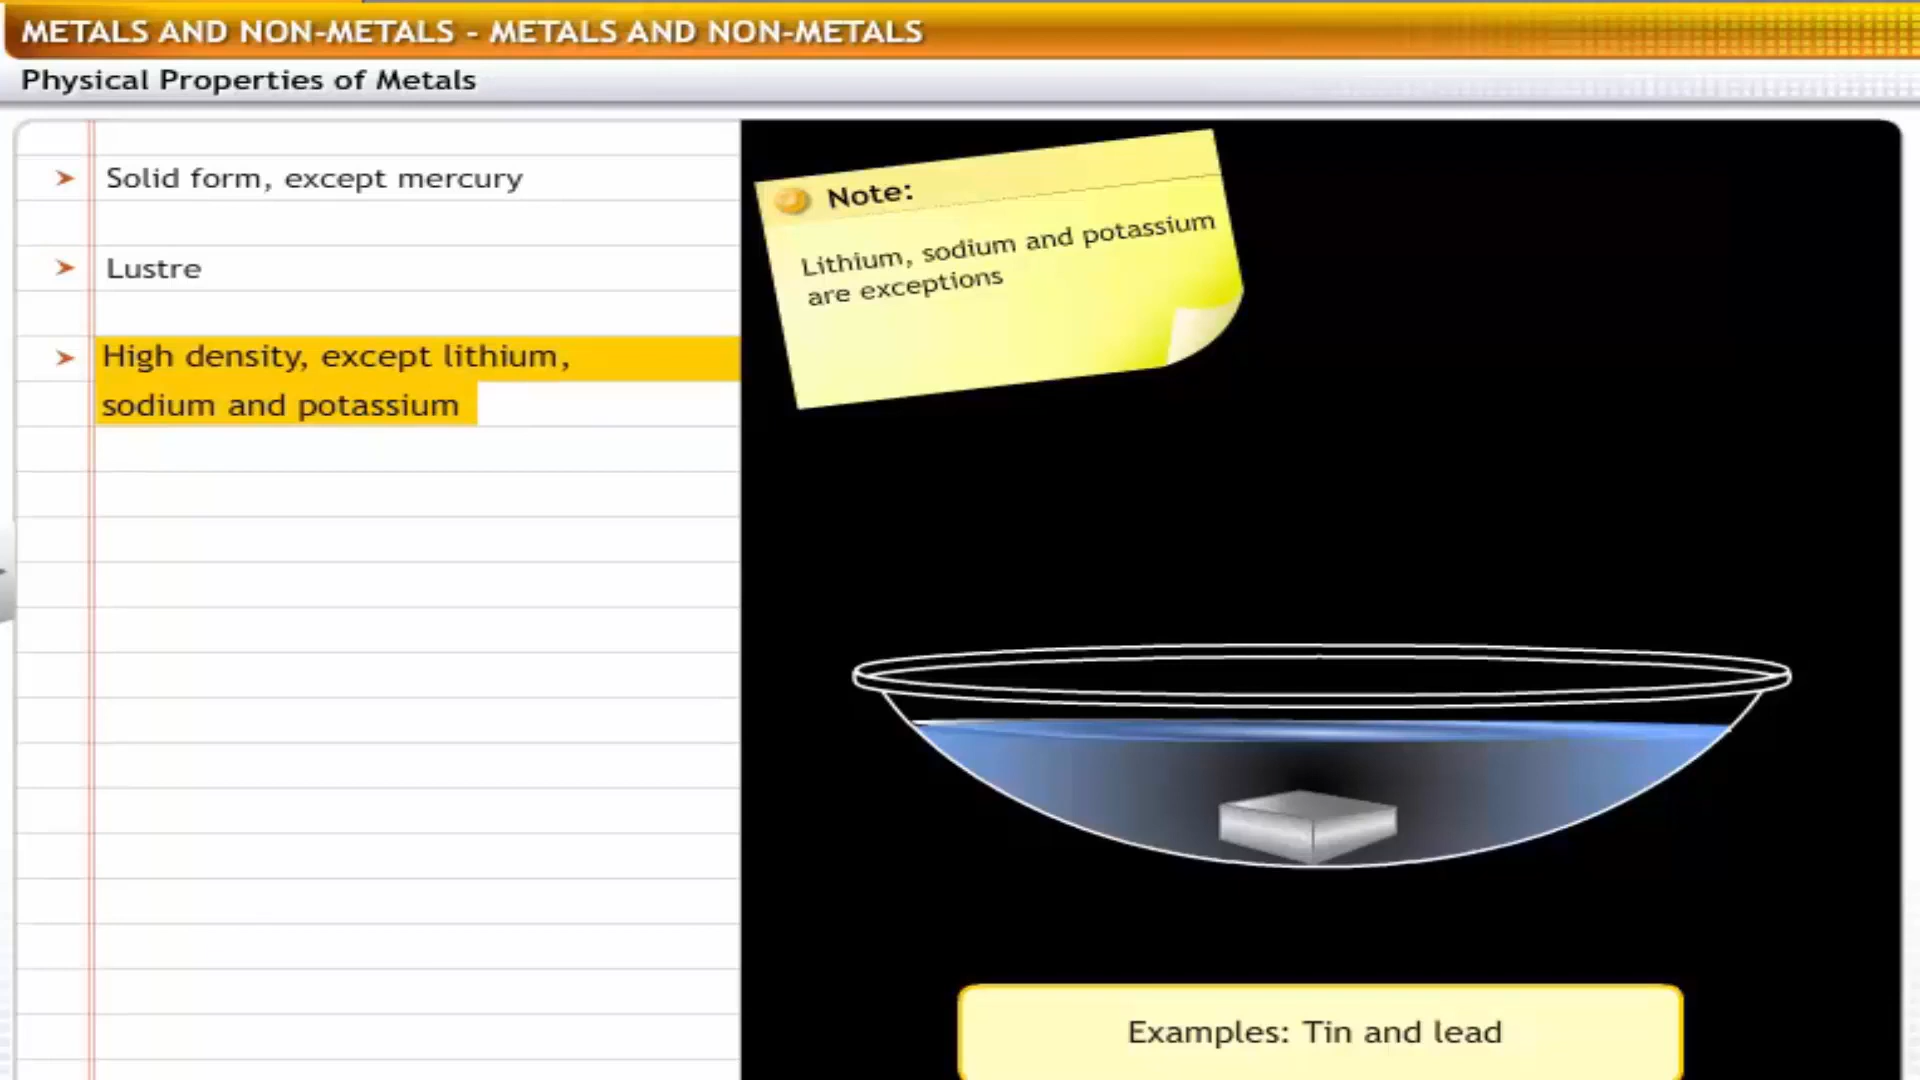 METALS AND NON-METALS - METALS AND NON-METALS
Physical Properties of Metals
Solid form, except mercury
Lustre
High density, except lithium,
sodium and potassium
Note:
Lithium, sodium and potassium
are exceptions
Examples: Tin and lead